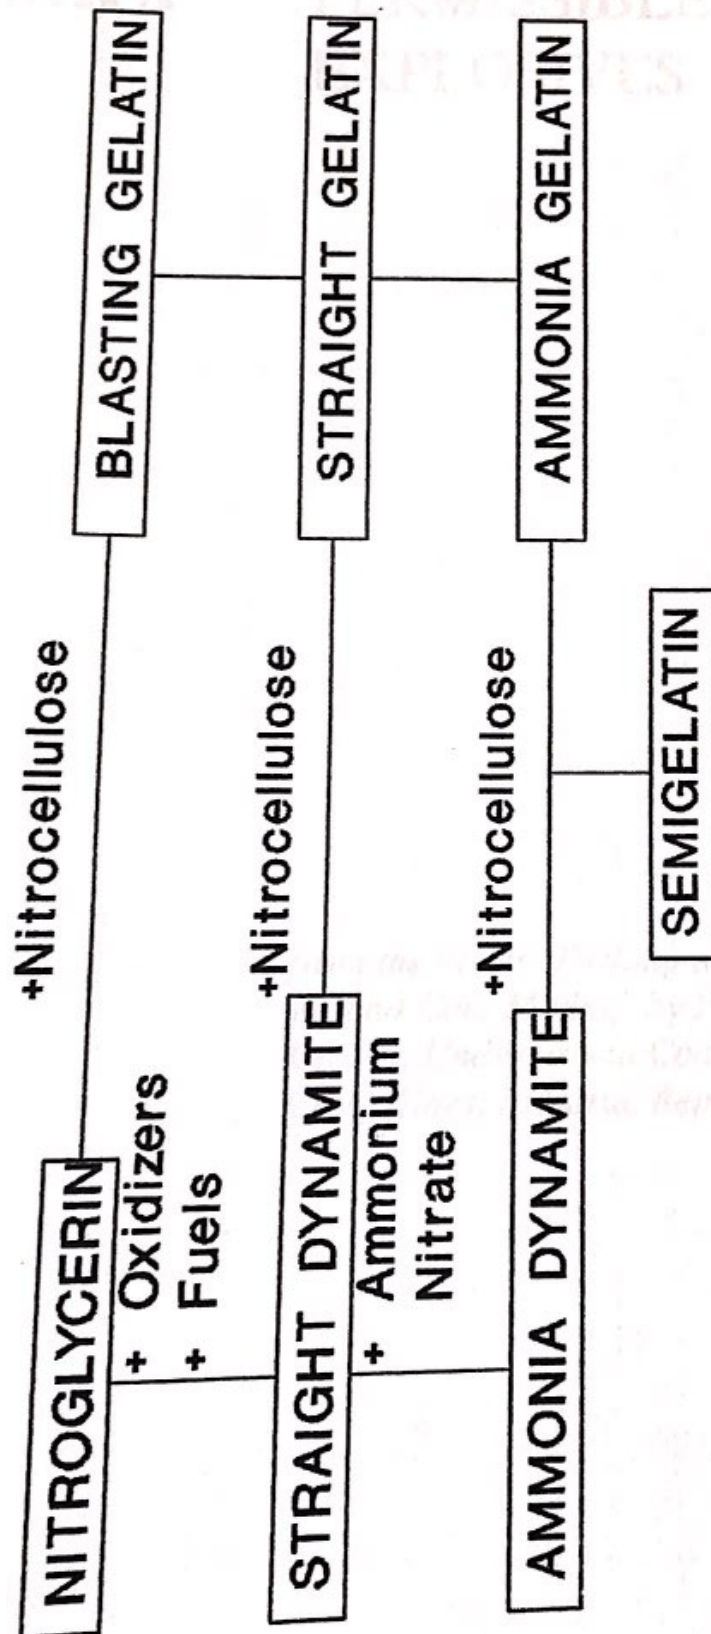 NITROGLYCERIN
+Nitrocellulose
BLASTING GELATIN
+ Oxidizers
+ Fuels
STRAIGHT DYNAMITE
+Nitrocellulose
STRAIGHT GELATIN
+ Ammonium
Nitrate
AMMONIA DYNAMITE
+Nitrocellulose
AMMONIA GELATIN
SEMIGELATIN